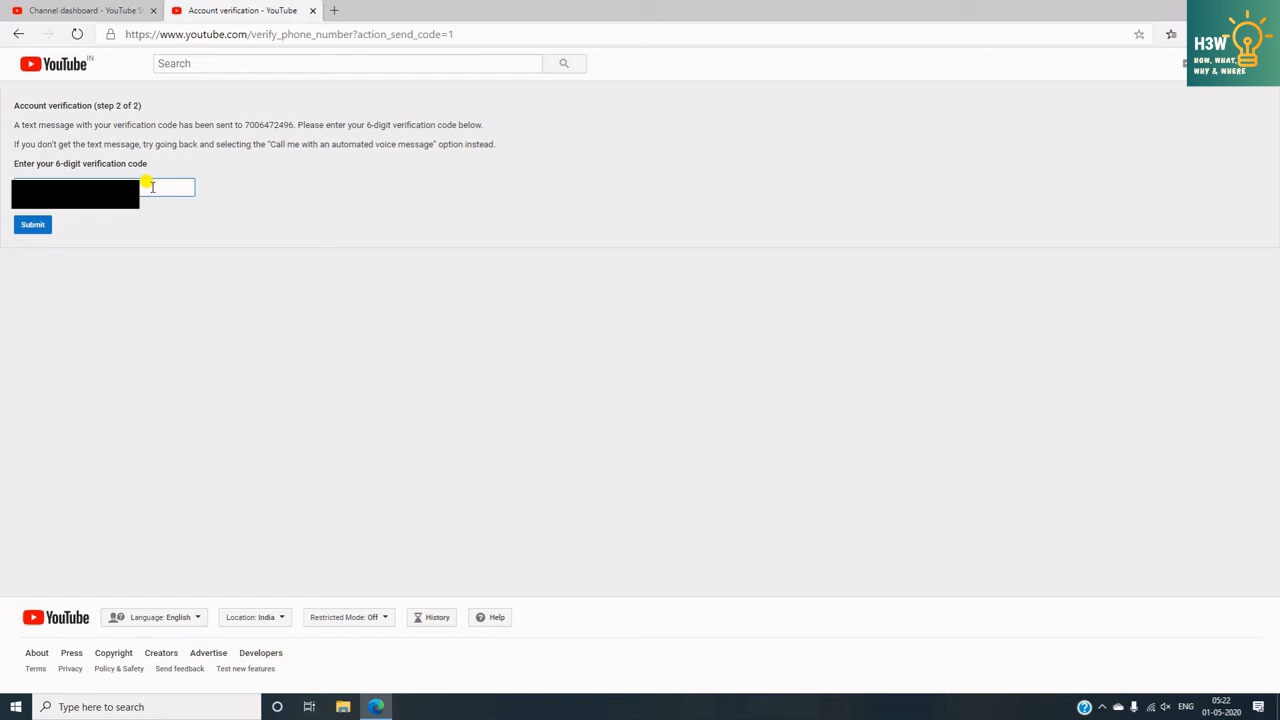 Channel dashboard - YouTube S
Account verification - YouTube
https://www.youtube.com/verify_phone_number?action_send_code=1
H3W
HOW, WHAT,
WHY & WHERE
YouTube IN
Search
Account verification (step 2 of 2)
A text message with your verification code has been sent to 7006472496. Please enter your 6-digit verification code below.
If you don't get the text message, try going back and selecting the “Call me with an automated voice message” option instead.
Enter your 6-digit verification code
Submit
YouTube Language: English Location: India Restricted Mode: Off History Help
About Press Copyright Creators Advertise Developers
Terms Privacy Policy & Safety Send feedback Test new features
Type here to search
ENG
05:22
01-05-2020